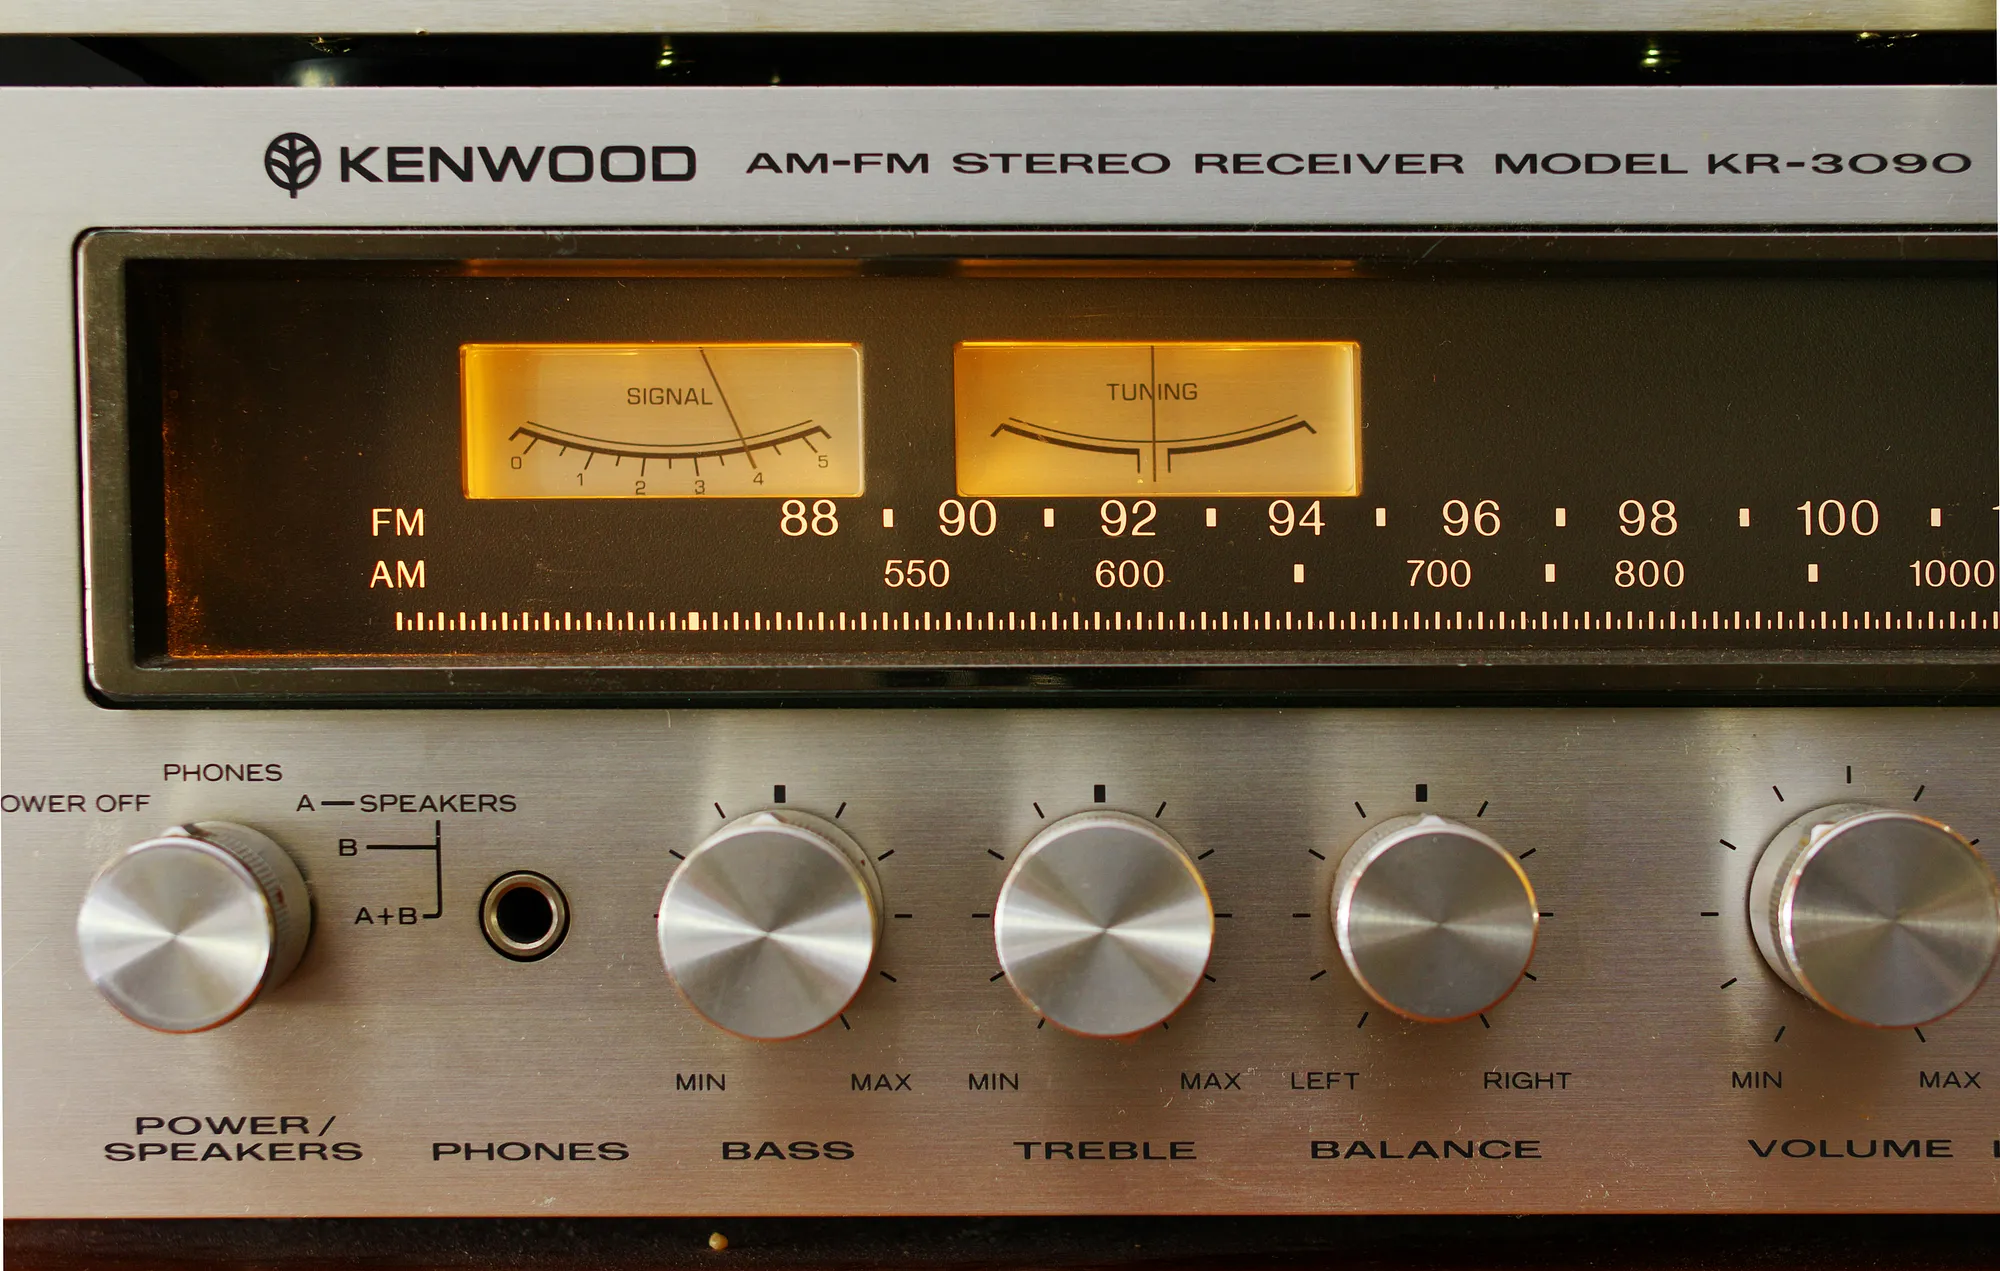 KENWOOD AM-FM STEREO RECEIVER MODEL KR-3090
SIGNAL
0 1 2 3 4 5
TUNING
FM 88 90 92 94 96 98 100
AM 550 600 700 800 1000
PHONES
OWER OFF A SPEAKERS
B
A+B
MIN MAX MIN MAX LEFT RIGHT MIN MAX
POWER/
SPEAKERS PHONES BASS TREBLE BALANCE VOLUME